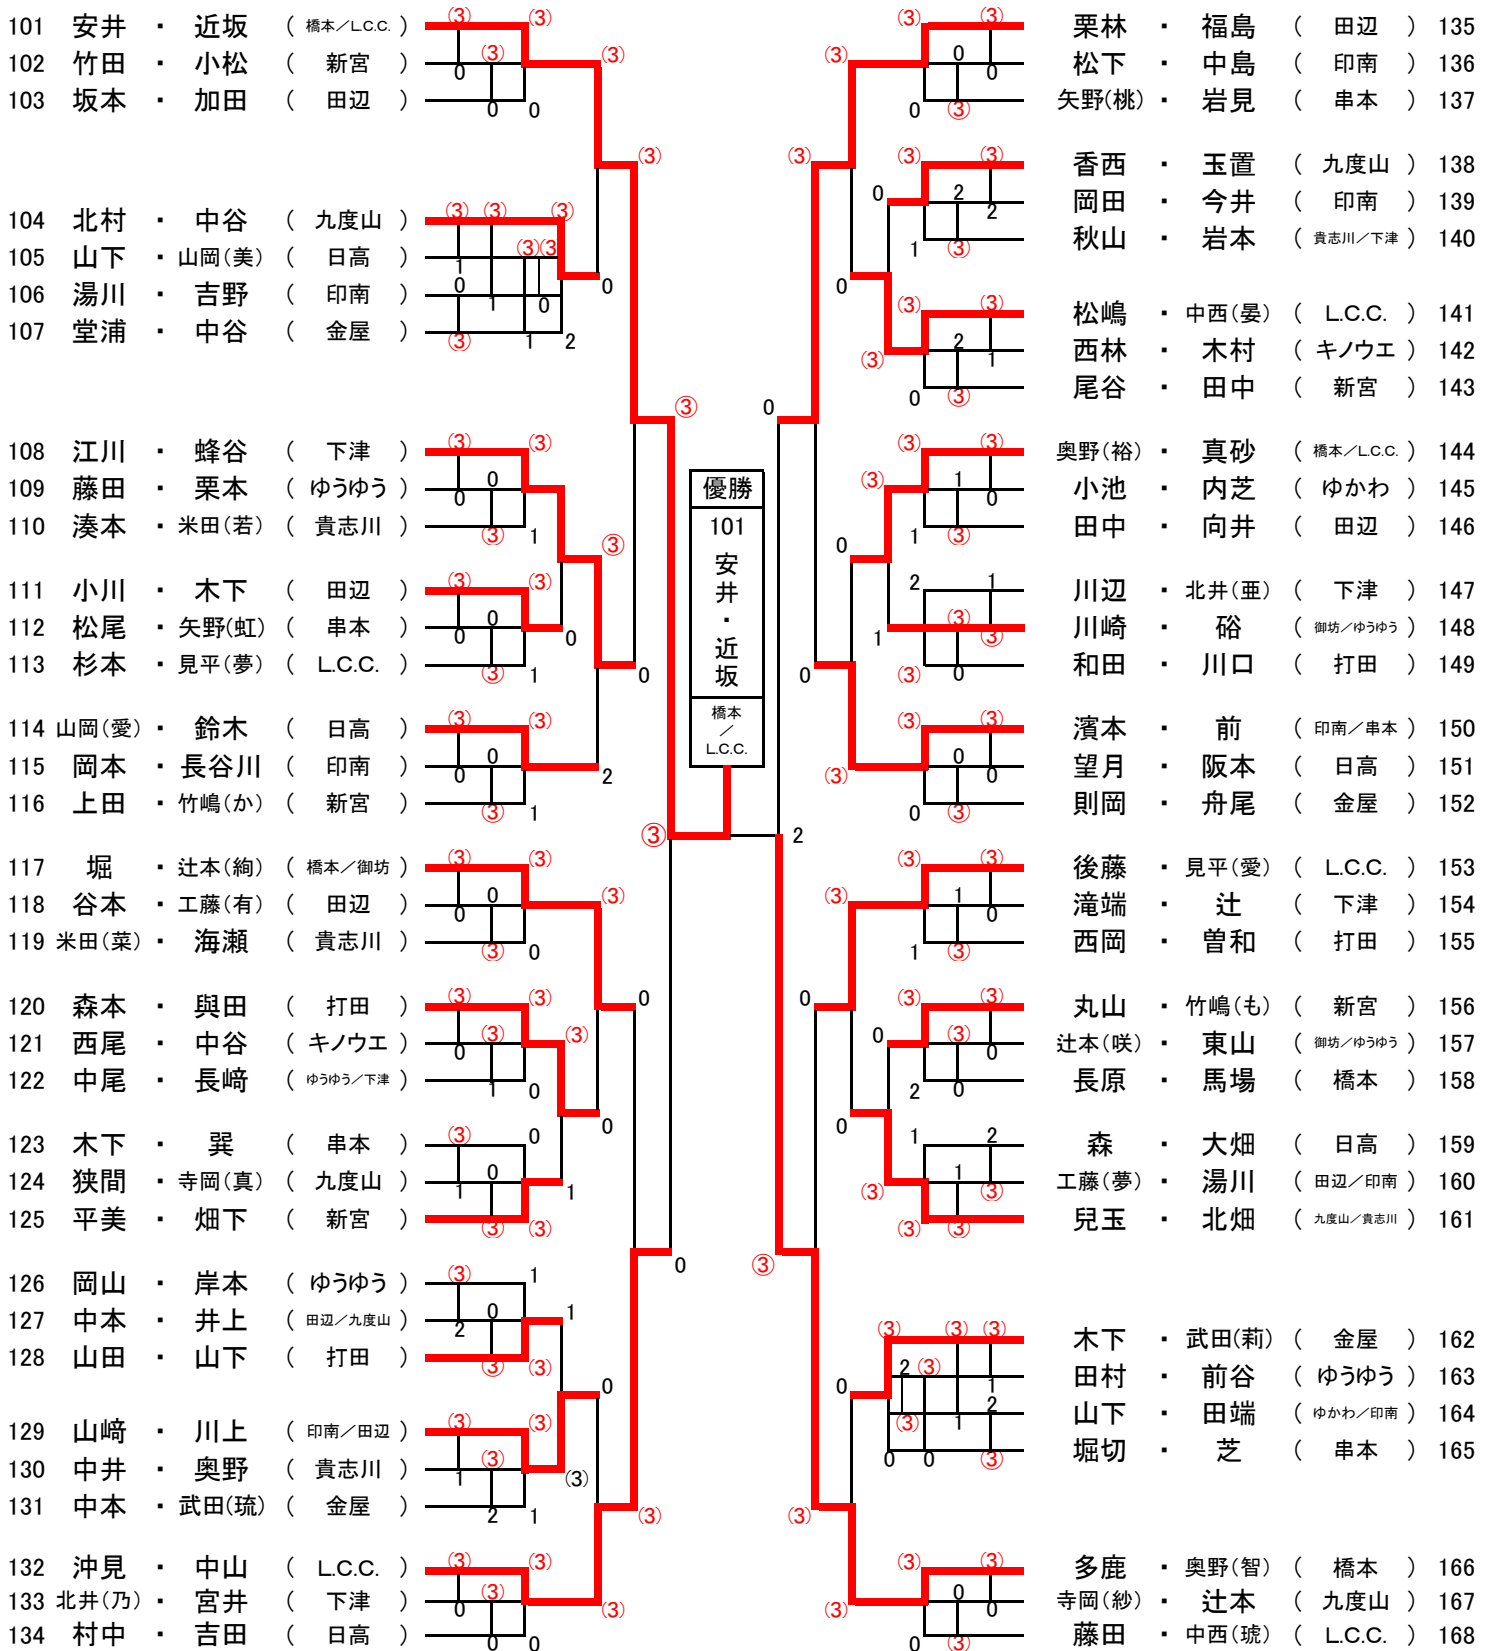 101 安井 ・ 近坂 ( 橋本／L.C.C. )
102 竹田 ・ 小松 ( 新宮 )
103 坂本 ・ 加田 ( 田辺 )
104 北村 ・ 中谷 ( 九度山 )
105 山下 ・ 山岡(美) ( 日高 )
106 湯川 ・ 吉野 ( 印南 )
107 堂浦 ・ 中谷 ( 金屋 )
108 江川 ・ 蜂谷 ( 下津 )
109 藤田 ・ 栗本 ( ゆうゆう )
110 湊本 ・ 米田(若) ( 貴志川 )
111 小川 ・ 木下 ( 田辺 )
112 松尾 ・ 矢野(虹) ( 串本 )
113 杉本 ・ 見平(夢) ( L.C.C. )
114 山岡(愛) ・ 鈴木 ( 日高 )
115 岡本 ・ 長谷川 ( 印南 )
116 上田 ・ 竹嶋(か) ( 新宮 )
117 堀 ・ 辻本(絢) ( 橋本／御坊 )
118 谷本 ・ 工藤(有) ( 田辺 )
119 米田(菜) ・ 海瀬 ( 貴志川 )
120 森本 ・ 與田 ( 打田 )
121 西尾 ・ 中谷 ( キノウエ )
122 中尾 ・ 長﨑 ( ゆうゆう／下津 )
123 木下 ・ 巽 ( 串本 )
124 狭間 ・ 寺岡(真) ( 九度山 )
125 平美 ・ 畑下 ( 新宮 )
126 岡山 ・ 岸本 ( ゆうゆう )
127 中本 ・ 井上 ( 田辺／九度山 )
128 山田 ・ 山下 ( 打田 )
129 山﨑 ・ 川上 ( 印南／田辺 )
130 中井 ・ 奥野 ( 貴志川 )
131 中本 ・ 武田(琉) ( 金屋 )
132 沖見 ・ 中山 ( L.C.C. )
133 北井(乃) ・ 宮井 ( 下津 )
134 村中 ・ 吉田 ( 日高 )
優勝
101
安井・近坂
橋本
／
L.C.C.
栗林 ・ 福島 ( 田辺 ) 135
松下 ・ 中島 ( 印南 ) 136
矢野(桃) ・ 岩見 ( 串本 ) 137
香西 ・ 玉置 ( 九度山 ) 138
岡田 ・ 今井 ( 印南 ) 139
秋山 ・ 岩本 ( 貴志川／下津 ) 140
松嶋 ・ 中西(晏) ( L.C.C. ) 141
西林 ・ 木村 ( キノウエ ) 142
尾谷 ・ 田中 ( 新宮 ) 143
奥野(裕) ・ 真砂 ( 橋本／L.C.C. ) 144
小池 ・ 内芝 ( ゆかわ ) 145
田中 ・ 向井 ( 田辺 ) 146
川辺 ・ 北井(亜) ( 下津 ) 147
川崎 ・ 硲 ( 御坊／ゆうゆう ) 148
和田 ・ 川口 ( 打田 ) 149
濱本 ・ 前 ( 印南／串本 ) 150
望月 ・ 阪本 ( 日高 ) 151
則岡 ・ 舟尾 ( 金屋 ) 152
後藤 ・ 見平(愛) ( L.C.C. ) 153
滝端 ・ 辻 ( 下津 ) 154
西岡 ・ 曽和 ( 打田 ) 155
丸山 ・ 竹嶋(も) ( 新宮 ) 156
辻本(咲) ・ 東山 ( 御坊／ゆうゆう ) 157
長原 ・ 馬場 ( 橋本 ) 158
森 ・ 大畑 ( 日高 ) 159
工藤(夢) ・ 湯川 ( 田辺／印南 ) 160
兒玉 ・ 北畑 ( 九度山／貴志川 ) 161
木下 ・ 武田(莉) ( 金屋 ) 162
田村 ・ 前谷 ( ゆうゆう ) 163
山下 ・ 田端 ( ゆかわ／印南 ) 164
堀切 ・ 芝 ( 串本 ) 165
多鹿 ・ 奥野(智) ( 橋本 ) 166
寺岡(紗) ・ 辻本 ( 九度山 ) 167
藤田 ・ 中西(琥) ( L.C.C. ) 168